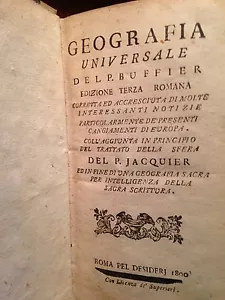 GEOGRAFIA
UNIVERSALE
DEL P. BUFFIER
EDIZIONE TERZA ROMANA
CORRETTA ED ACCRESCIUTA DI MOLTE
INTERESSANTI NOTIZIE
PARTICOLARMENTE DE' PRESENTI
CANGIAMENTI DI EUROPA.
COLL'AGGIUNTA IN PRINCIPIO
DEL TRATTATO DELLA SFERA
DEL P. JACQUIER
ED IN FINE DI UNA GEOGRAFIA SACRA
PER INTELLIGENZA DELLA
SACRA SCRITTURA.
ROMA PEL DESIDERJ 1800
Con Licenza de' Superiori.